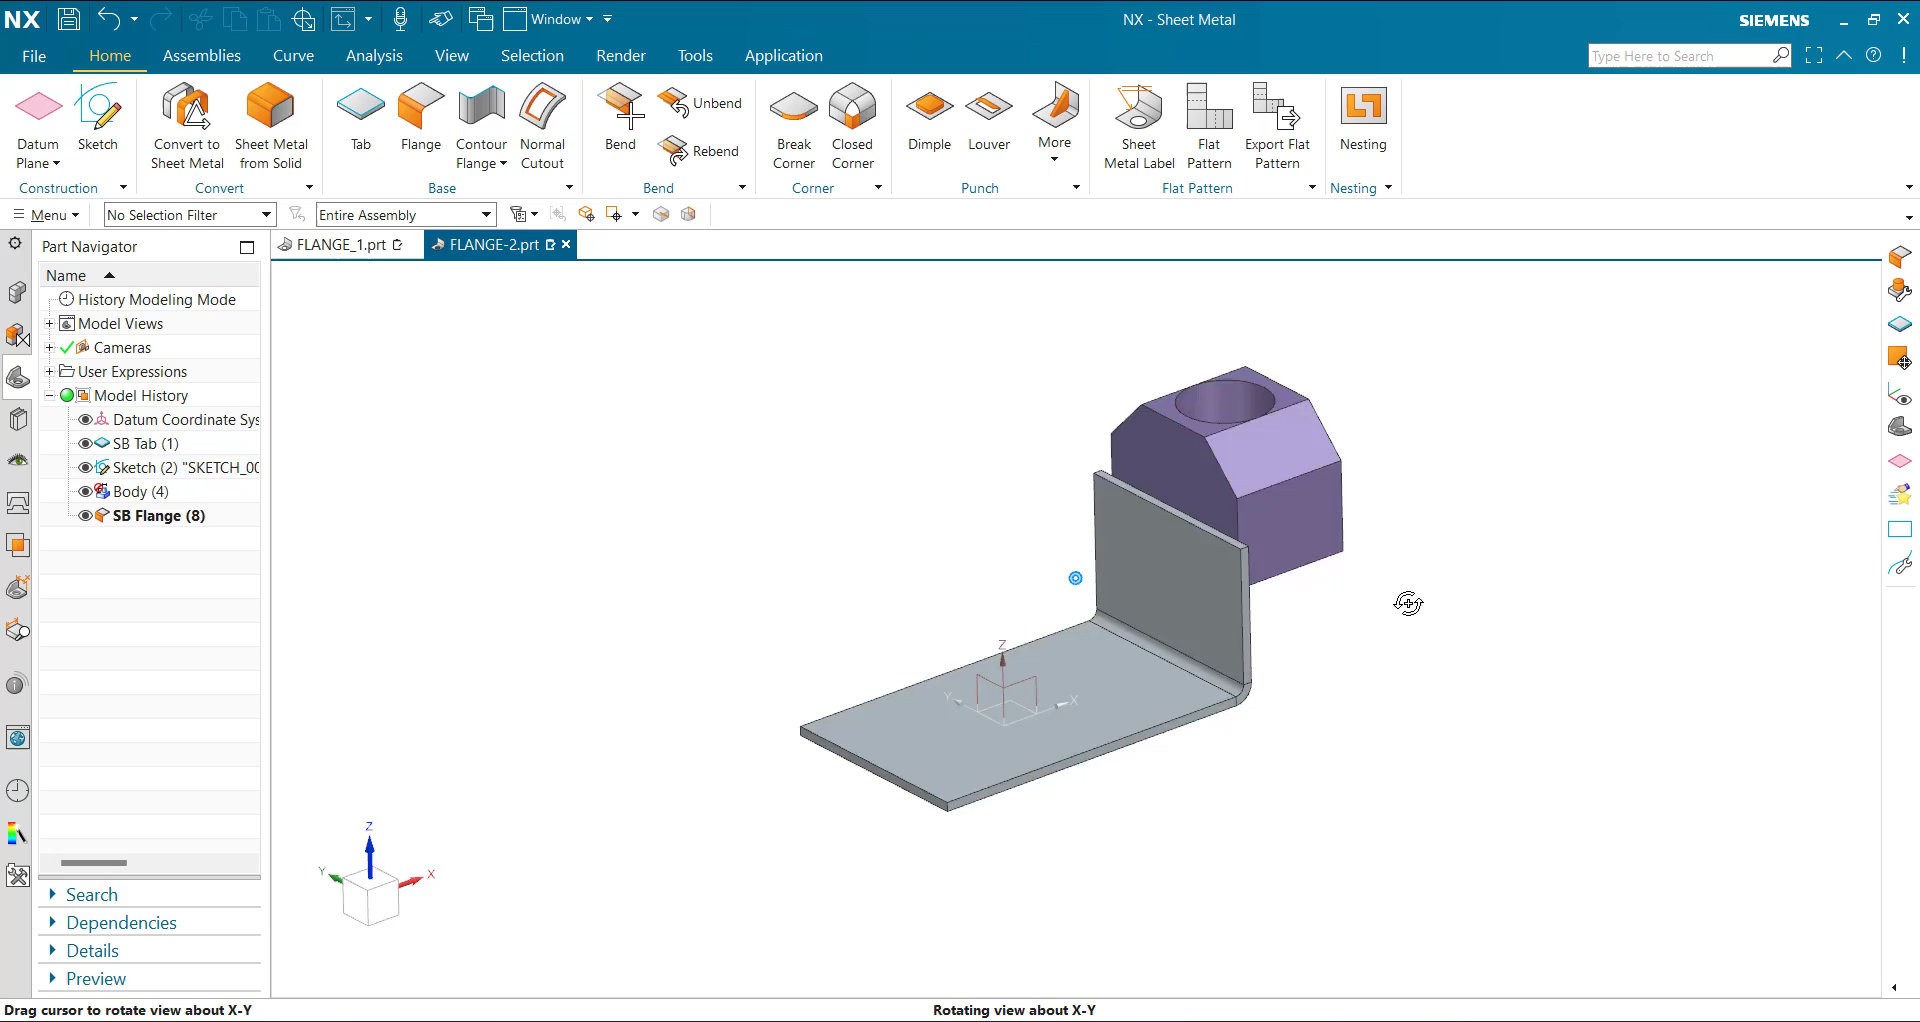 NX
Window
NX - Sheet Metal
SIEMENS
File
Home
Assemblies
Curve
Analysis
View
Selection
Render
Tools
Application
Type Here to Search
Datum Plane
Sketch
Convert to Sheet Metal
Sheet Metal from Solid
Tab
Flange
Contour Flange
Normal Cutout
Bend
Unbend
Rebend
Break Corner
Closed Corner
Dimple
Louver
More
Sheet Metal Label
Flat Pattern
Export Flat Pattern
Nesting
Construction
Convert
Base
Bend
Corner
Punch
Flat Pattern
Nesting
Menu
No Selection Filter
Entire Assembly
Part Navigator
FLANGE_1.prt
FLANGE-2.prt
Name
History Modeling Mode
Model Views
Cameras
User Expressions
Model History
Datum Coordinate Sys
SB Tab (1)
Sketch (2) "SKETCH_00
Body (4)
SB Flange (8)
Z
Y
X
Z
Y
X
Search
Dependencies
Details
Preview
Drag cursor to rotate view about X-Y
Rotating view about X-Y